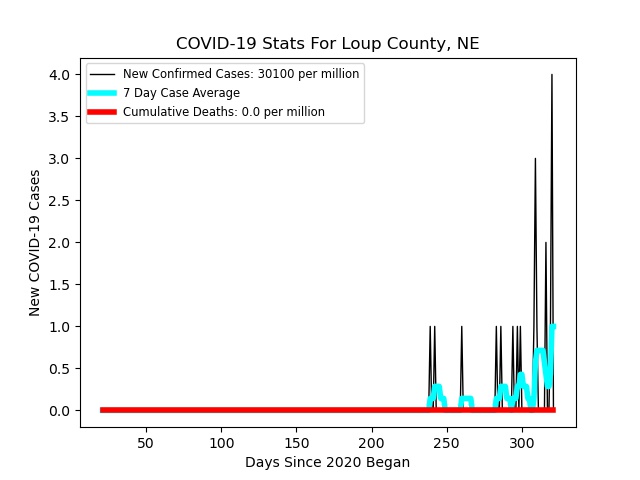 COVID-19 Stats For Loup County, NE
New Confirmed Cases: 30100 per million
7 Day Case Average
Cumulative Deaths: 0.0 per million
4.0
3.5
3.0
2.5
2.0
1.5
1.0
0.5
0.0
New COVID-19 Cases
50 100 150 200 250 300
Days Since 2020 Began